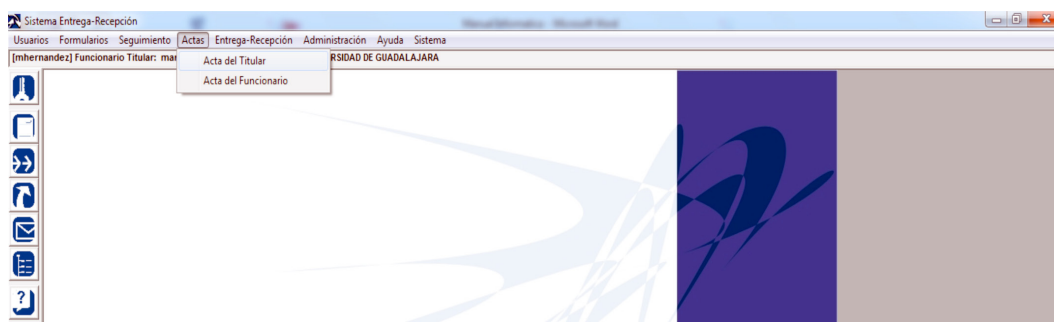 Sistema Entrega-Recepción
Usuarios Formularios Seguimiento Actas Entrega-Recepción Administración Ayuda Sistema
[mhernandez] Funcionario Titular: mar RSIDAD DE GUADALAJARA
Acta del Titular
Acta del Funcionario